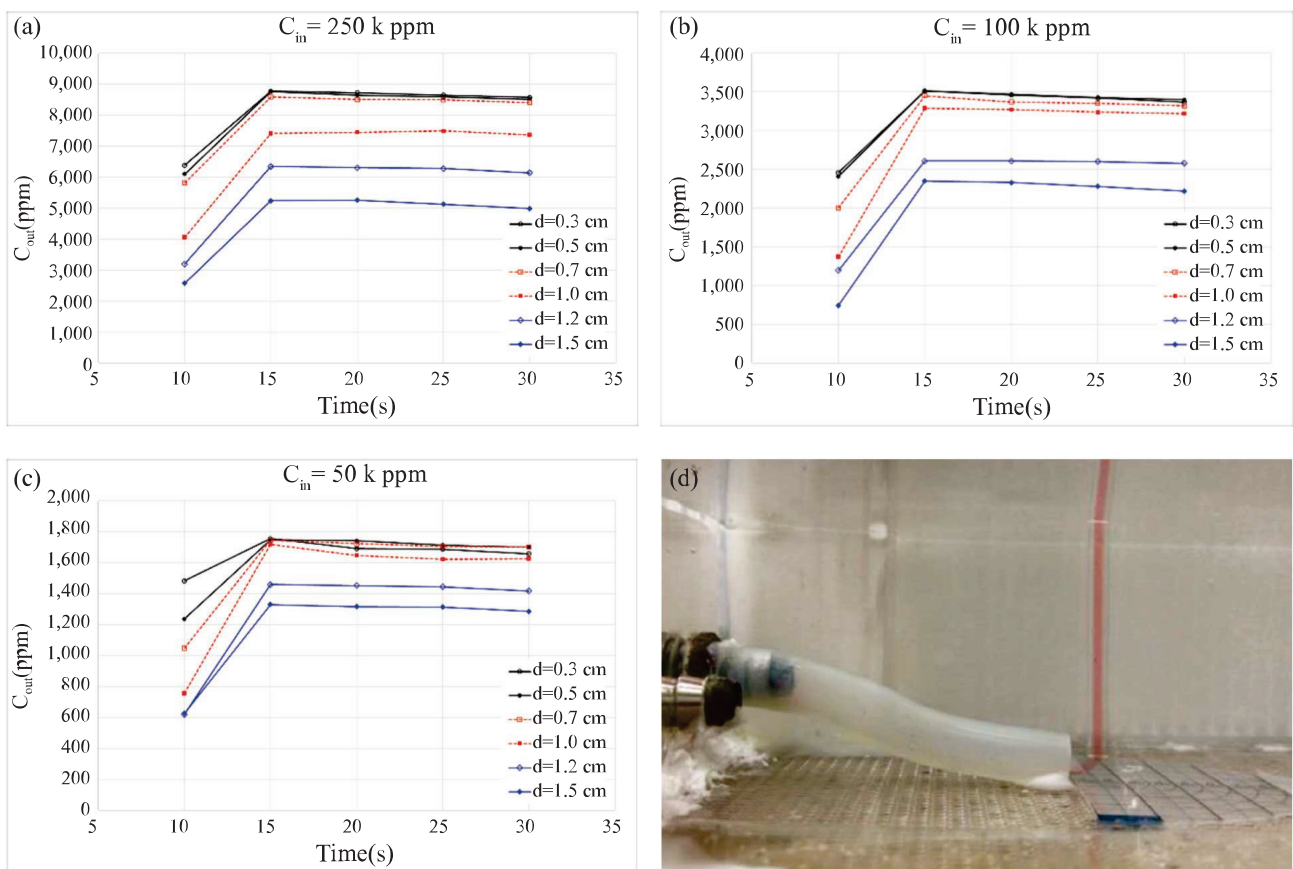 (a)
C_in= 250 k ppm
10,000
9,000
8,000
7,000
6,000
5,000
4,000
3,000
2,000
1,000
0
C_out(ppm)
d=0.3 cm
d=0.5 cm
d=0.7 cm
d=1.0 cm
d=1.2 cm
d=1.5 cm
5 10 15 20 25 30 35
Time(s)
(b)
C_in= 100 k ppm
4,000
3,500
3,000
2,500
2,000
1,500
1,000
500
0
C_out(ppm)
d=0.3 cm
d=0.5 cm
d=0.7 cm
d=1.0 cm
d=1.2 cm
d=1.5 cm
5 10 15 20 25 30 35
Time(s)
(c)
C_in= 50 k ppm
2,000
1,800
1,600
1,400
1,200
1,000
800
600
400
200
0
C_out(ppm)
d=0.3 cm
d=0.5 cm
d=0.7 cm
d=1.0 cm
d=1.2 cm
d=1.5 cm
5 10 15 20 25 30 35
Time(s)
(d)